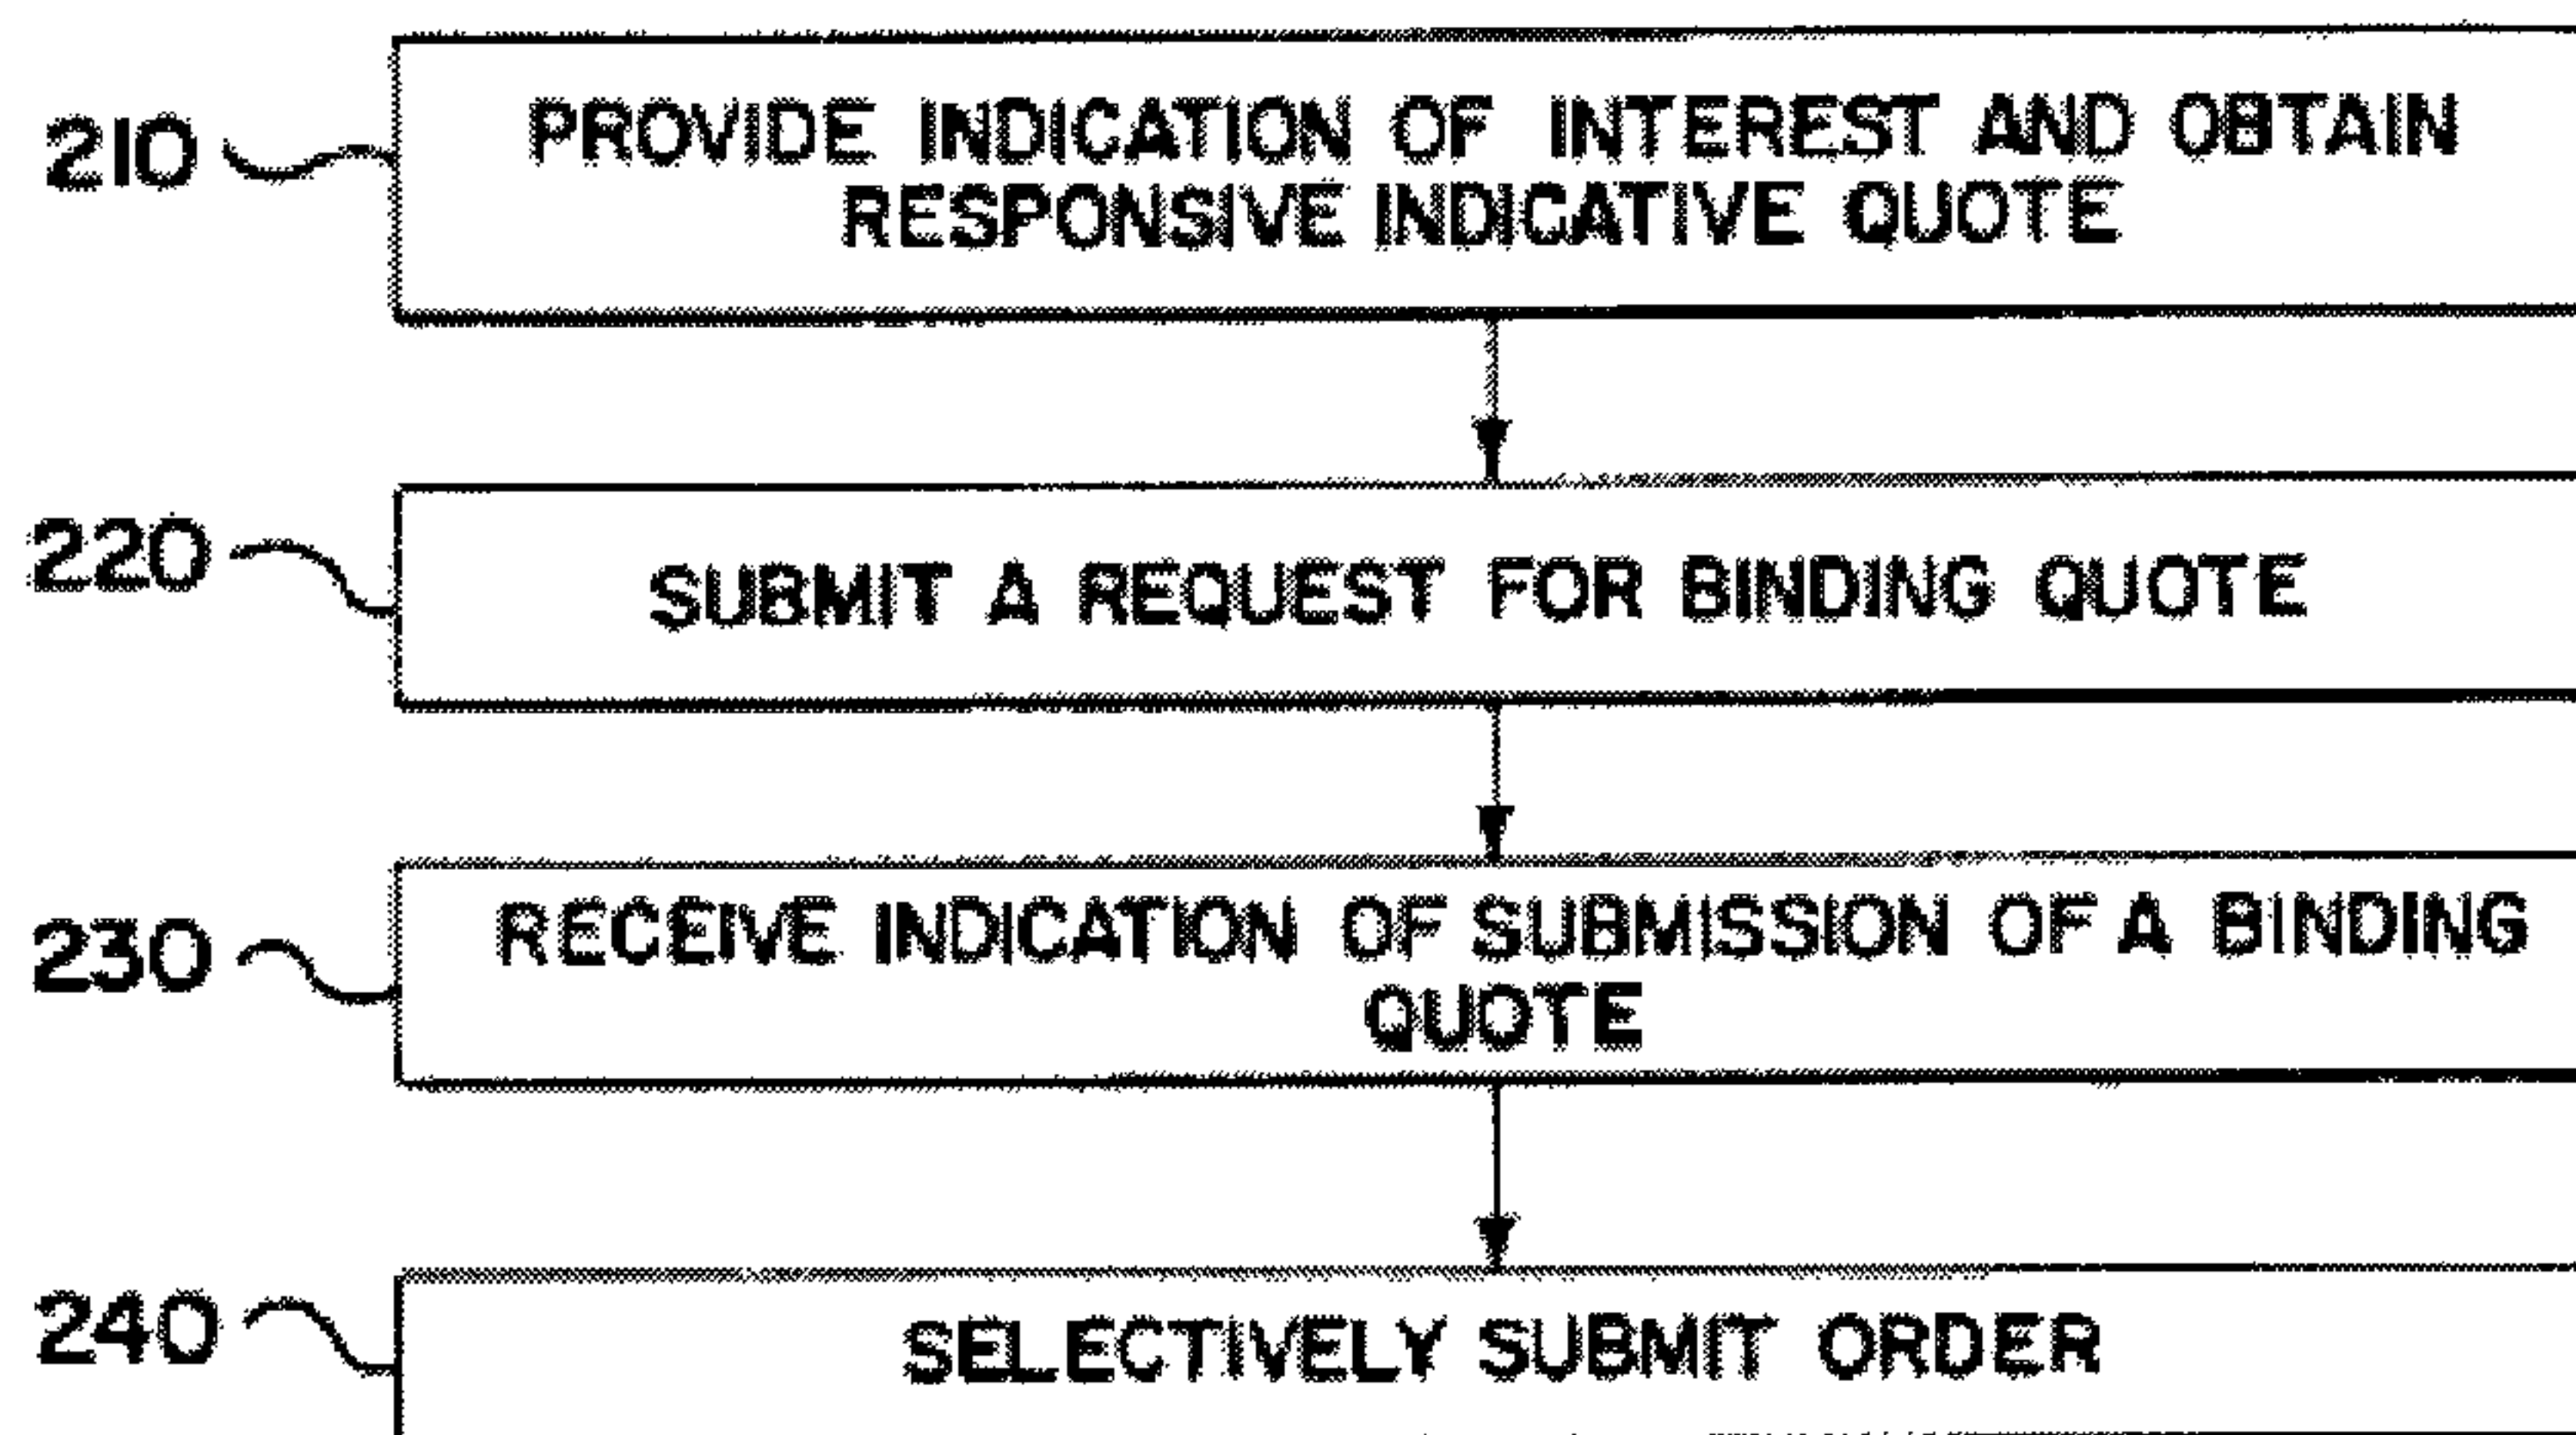 210 PROVIDE INDICATION OF INTEREST AND OBTAIN
RESPONSIVE INDICATIVE QUOTE
220 SUBMIT A REQUEST FOR BINDING QUOTE
230 RECEIVE INDICATION OF SUBMISSION OF A BINDING
QUOTE
240 SELECTIVELY SUBMIT ORDER